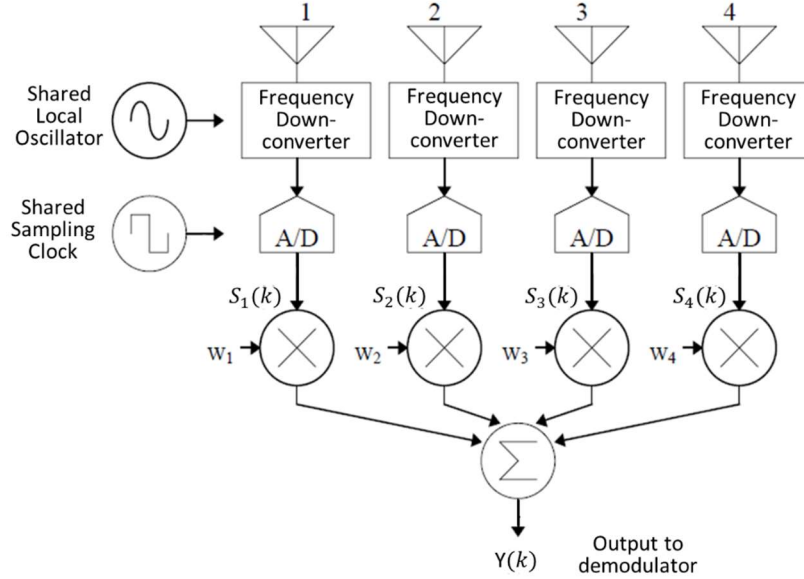 1 2 3 4
Shared
Local
Oscillator
Frequency
Down-
converter
Frequency
Down-
converter
Frequency
Down-
converter
Frequency
Down-
converter
Shared
Sampling
Clock
A/D A/D A/D A/D
S₁(k) S₂(k) S₃(k) S₄(k)
W₁ W₂ W₃ W₄
Σ
Y(k)
Output to
demodulator